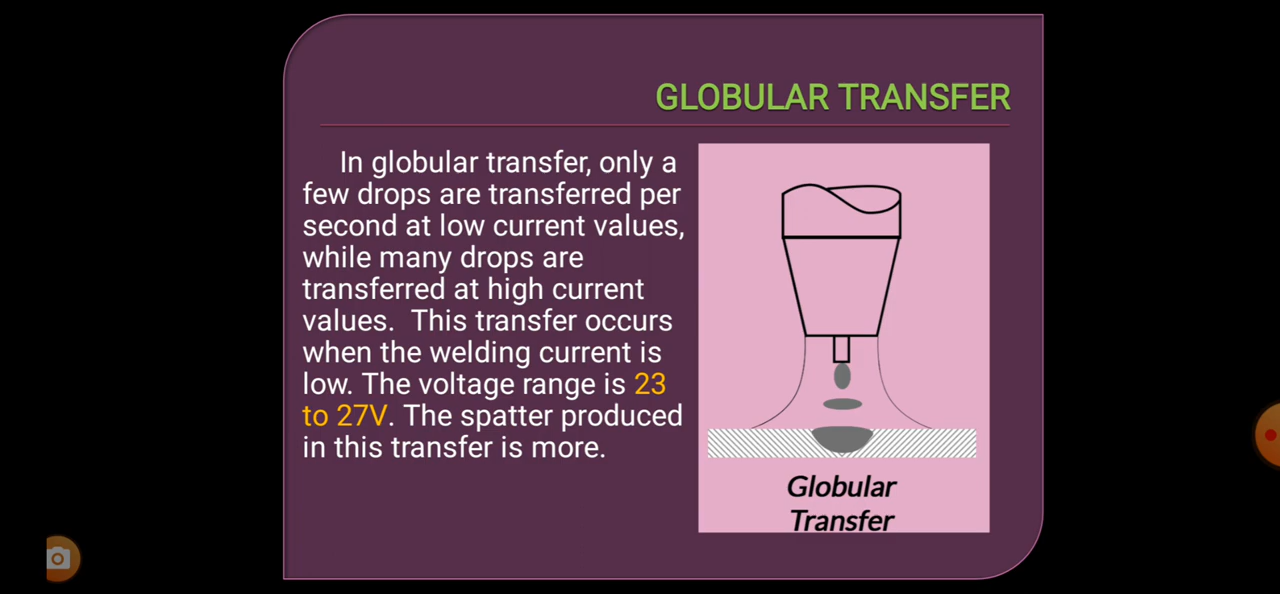 GLOBULAR TRANSFER
In globular transfer, only a
few drops are transferred per
second at low current values,
while many drops are
transferred at high current
values.  This transfer occurs
when the welding current is
low. The voltage range is 23
to 27V. The spatter produced
in this transfer is more.
Globular
Transfer